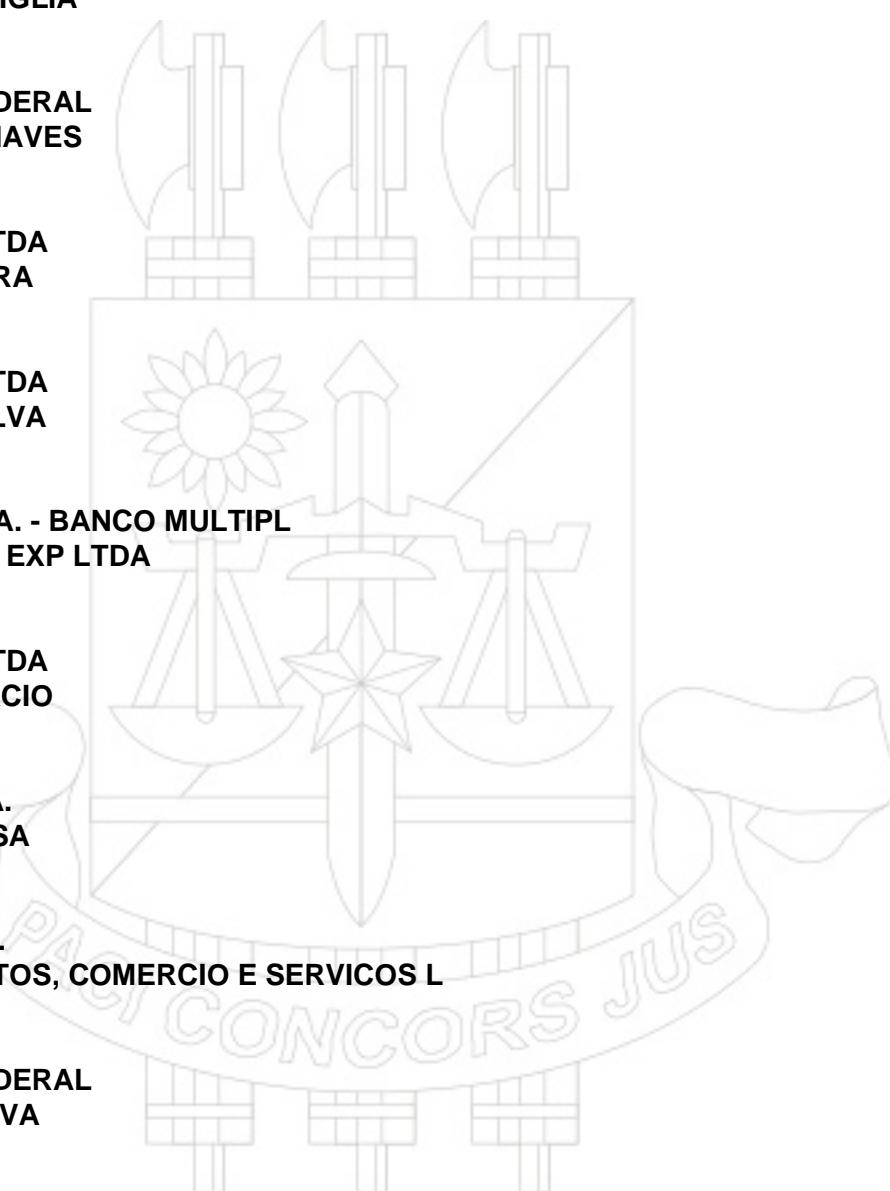 IGLIA
DERAL
HAVES
TDA
RA
TDA
LVA
A. - BANCO MULTIPL
EXP LTDA
TDA
CIO
A.
SA
.
TOS, COMERCIO E SERVICOS L
PACI CONCORS JUS
DERAL
VA